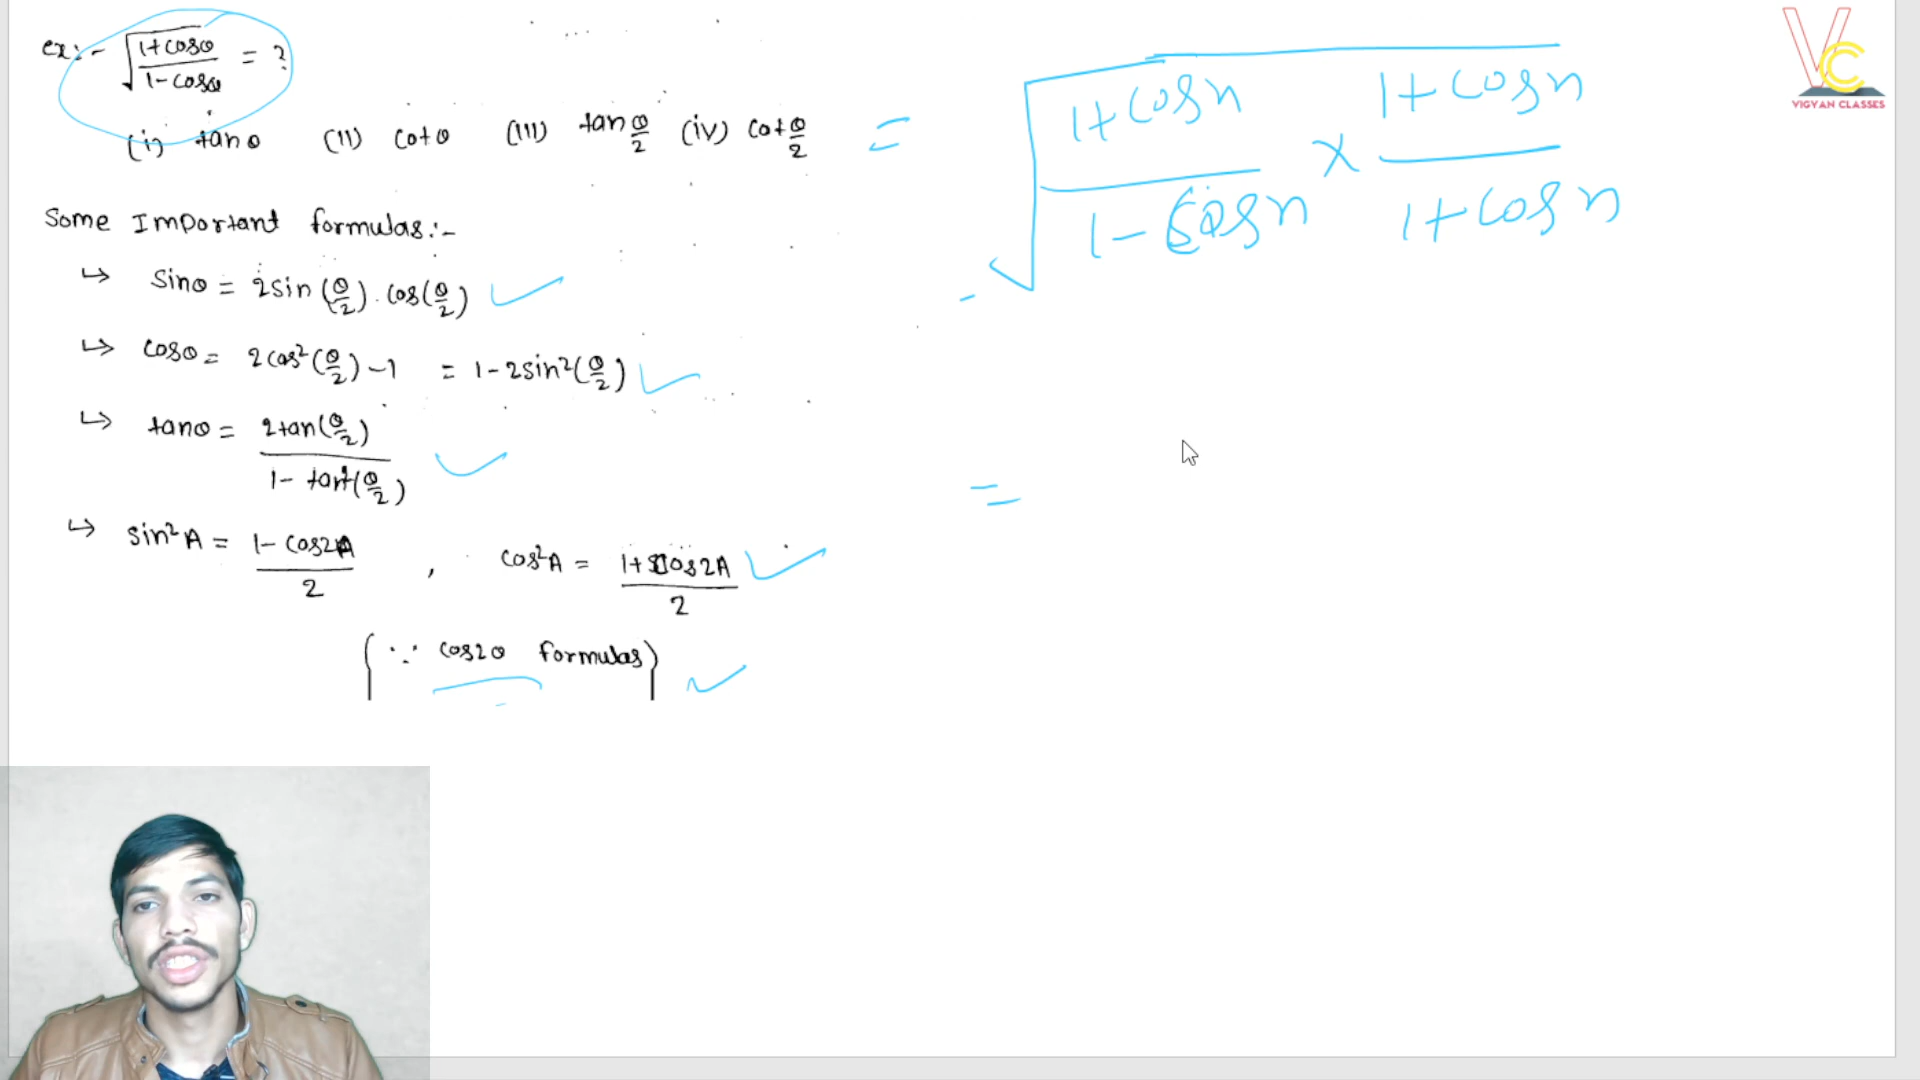 ex:- √(1+cosθ / 1-cosθ) = ?
(i) tanθ (II) cotθ (III) tan θ/2 (iv) cot θ/2
Some Important formulas:-
↳ sinθ = 2sin(θ/2).cos(θ/2)
↳ cosθ = 2cos²(θ/2)-1 = 1-2sin²(θ/2)
↳ tanθ = 2tan(θ/2) / 1-tan²(θ/2)
↳ sin²A = 1-cos2A / 2 , cos²A = 1+cos2A / 2
(∵ cos2θ formulas)
= √(1+cosn / 1-cosn × 1+cosn / 1+cosn)
=
VC
VIGYAN CLASSES